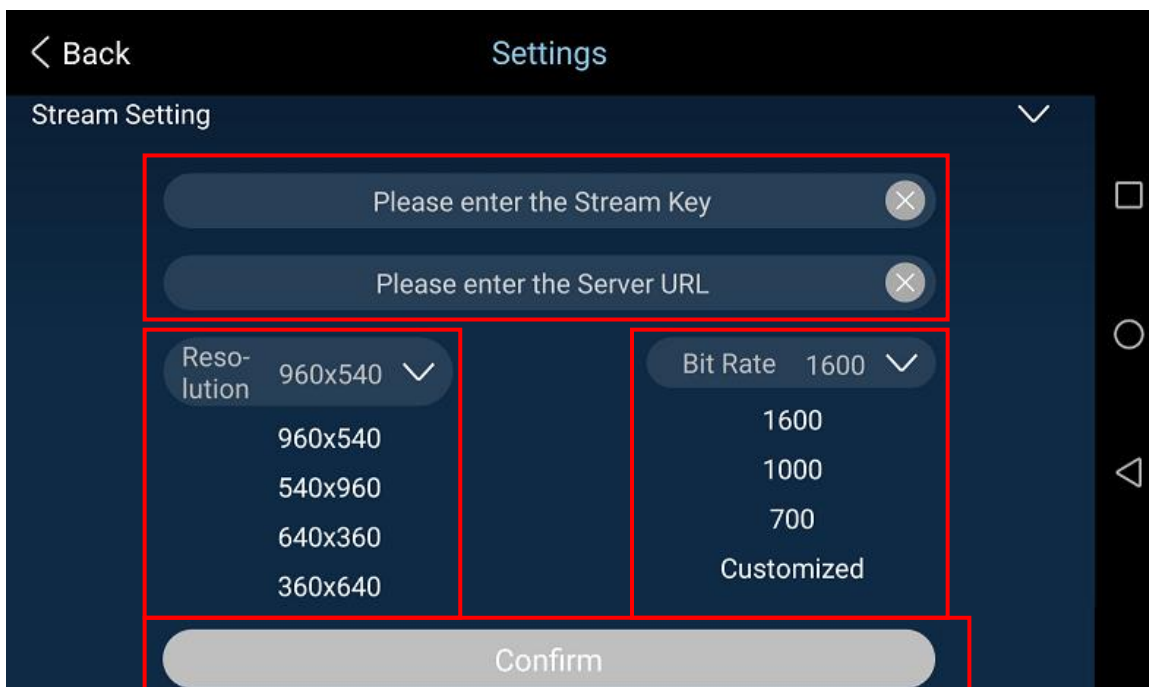 Back
Settings
Stream Setting
Please enter the Stream Key
Please enter the Server URL
Reso-
lution 960x540
960x540
540x960
640x360
360x640
Bit Rate 1600
1600
1000
700
Customized
Confirm